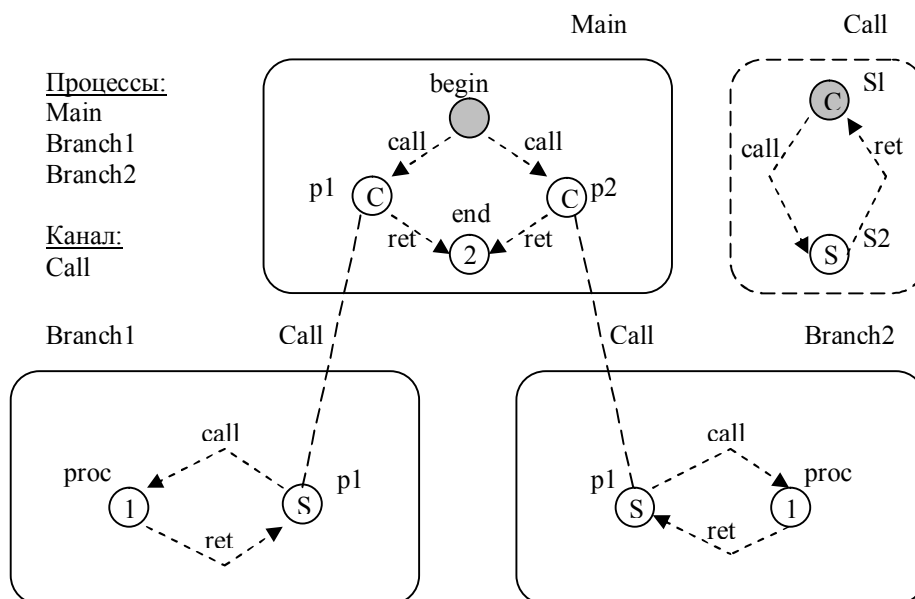 Main
Call
Процессы:
Main
Branch1
Branch2
Канал:
Call
begin
call
call
p1
C
C
p2
end
ret
ret
2
C
S1
call
ret
S
S2
Branch1
Call
Call
Branch2
call
proc
1
S
p1
ret
call
p1
S
proc
1
ret